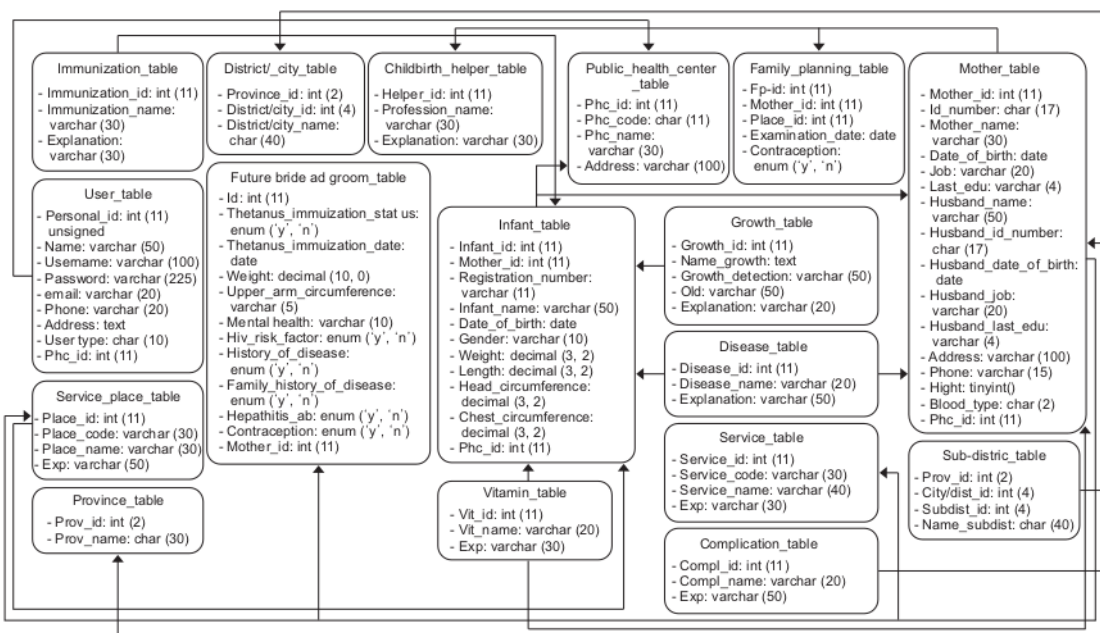 Immunization_table
- Immunization_id: int (11)
- Immunization_name:
varchar (30)
- Explanation:
varchar (30)
District/_city_table
- Province_id: int (2)
- District/city_id: int (4)
- District/city_name:
char (40)
Childbirth_helper_table
- Helper_id: int (11)
- Profession_name:
varchar (30)
- Explanation: varchar (30)
Public_health_center
_table
- Phc_id: int (11)
- Phc_code: char (11)
- Phc_name:
varchar (30)
- Address: varchar (100)
Family_planning_table
- Fp-id: int (11)
- Mother_id: int (11)
- Place_id: int (11)
- Examination_date: date
- Contraception:
enum (‘y’, ‘n’)
Mother_table
- Mother_id: int (11)
- Id_number: char (17)
- Mother_name:
varchar (30)
- Date_of_birth: date
- Job: varchar (20)
- Last_edu: varchar (4)
- Husband_name:
varchar (50)
- Husband_id_number:
char (17)
- Husband_date_of_birth:
date
- Husband_job:
varchar (20)
- Husband_last_edu:
varchar (4)
- Address: varchar (100)
- Phone: varchar (15)
- Hight: tinyint()
- Blood_type: char (2)
- Phc_id: int (11)
User_table
- Personal_id: int (11)
unsigned
- Name: varchar (50)
- Username: varchar (100)
- Password: varchar (225)
- email: varchar (20)
- Phone: varchar (20)
- Address: text
- User type: char (10)
- Phc_id: int (11)
Future bride ad groom_table
- Id: int (11)
- Thetanus_immuization_stat us:
enum (‘y’, ‘n’)
- Thetanus_immuization_date:
date
- Weight: decimal (10, 0)
- Upper_arm_circumference:
varchar (5)
- Mental health: varchar (10)
- Hiv_risk_factor: enum (‘y’, ‘n’)
- History_of_disease:
enum (‘y’, ‘n’)
- Family_history_of_disease:
enum (‘y’, ‘n’)
- Hepathitis_ab: enum (‘y’, ‘n’)
- Contraception: enum (‘y’, ‘n’)
- Mother_id: int (11)
Infant_table
- Infant_id: int (11)
- Mother_id: int (11)
- Registration_number:
varchar (11)
- Infant_name: varchar (50)
- Date_of_birth: date
- Gender: varchar (10)
- Weight: decimal (3, 2)
- Length: decimal (3, 2)
- Head_circumference:
decimal (3, 2)
- Chest_circumference:
decimal (3, 2)
- Phc_id: int (11)
Growth_table
- Growth_id: int (11)
- Name_growth: text
- Growth_detection: varchar (50)
- Old: varchar (50)
- Explanation: varchar (20)
Disease_table
- Disease_id: int (11)
- Disease_name: varchar (20)
- Explanation: varchar (50)
Service_place_table
- Place_id: int (11)
- Place_code: varchar (30)
- Place_name: varchar (30)
- Exp: varchar (50)
Service_table
- Service_id: int (11)
- Service_code: varchar (30)
- Service_name: varchar (40)
- Exp: varchar (30)
Sub-distric_table
- Prov_id: int (2)
- City/dist_id: int (4)
- Subdist_id: int (4)
- Name_subdist: char (40)
Province_table
- Prov_id: int (2)
- Prov_name: char (30)
Vitamin_table
- Vit_id: int (11)
- Vit_name: varchar (20)
- Exp: varchar (30)
Complication_table
- Compl_id: int (11)
- Compl_name: varchar (20)
- Exp: varchar (50)